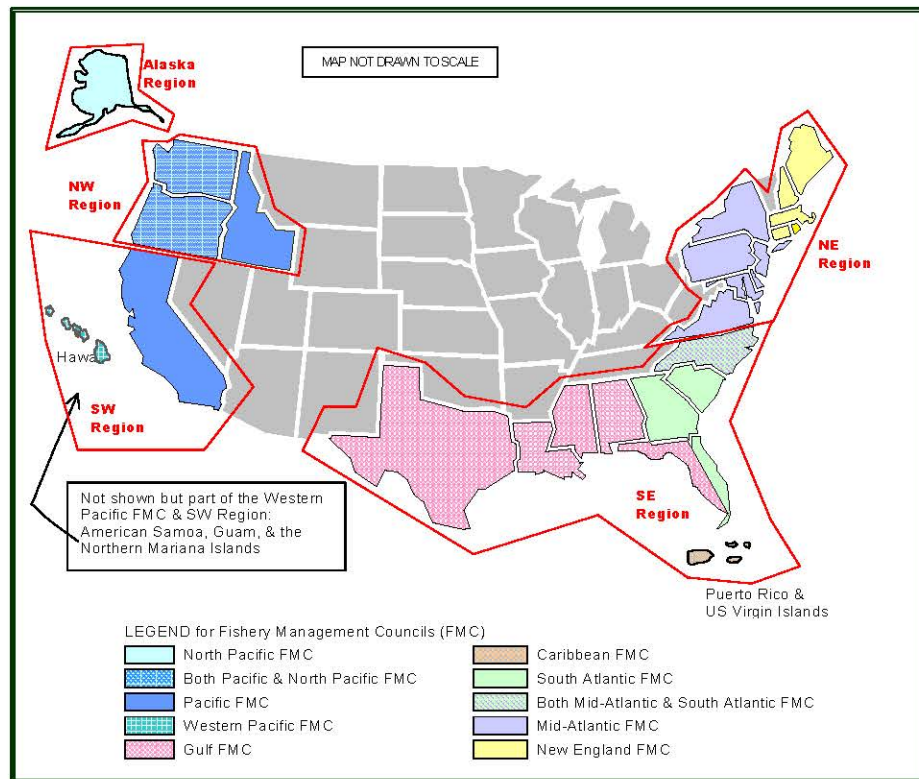 Alaska
Region
MAP NOT DRAWN TO SCALE
NW
Region
NE
Region
Hawa
SW
Region
Not shown but part of the Western
Pacific FMC & SW Region:
American Samoa, Guam, & the
Northern Mariana Islands
SE
Region
Puerto Rico &
US Virgin Islands
LEGEND for Fishery Management Councils (FMC)
North Pacific FMC
Both Pacific & North Pacific FMC
Pacific FMC
Western Pacific FMC
Gulf FMC
Caribbean FMC
South Atlantic FMC
Both Mid-Atlantic & South Atlantic FMC
Mid-Atlantic FMC
New England FMC